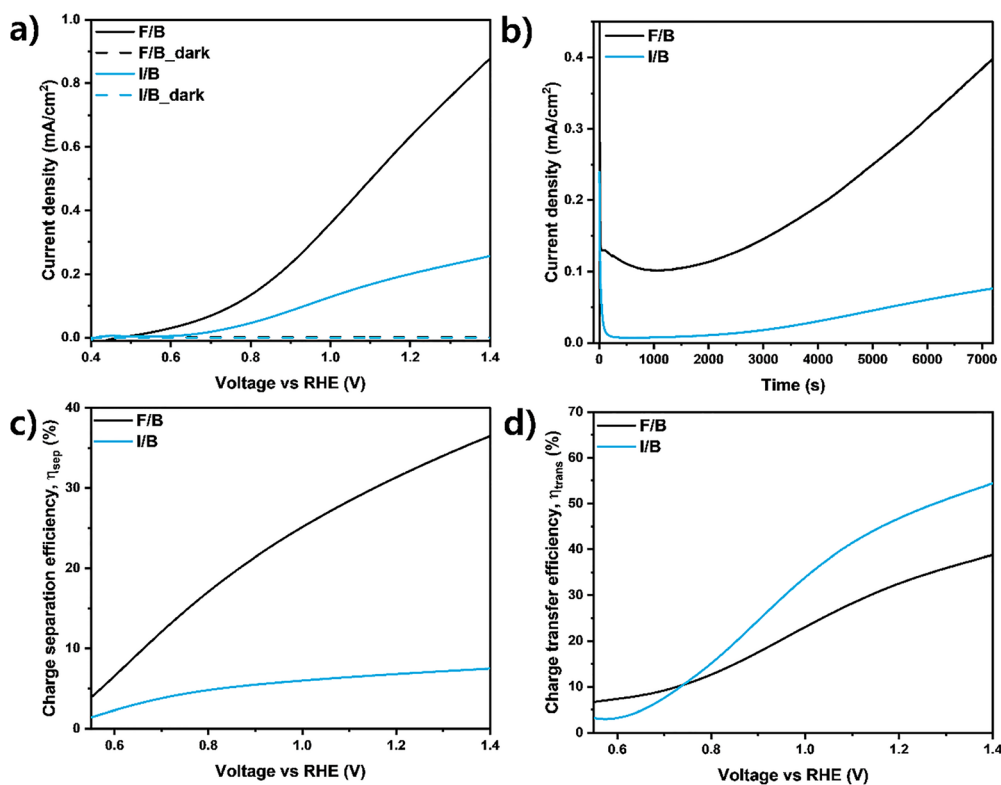 a)
F/B
F/B_dark
I/B
I/B_dark
Current density (mA/cm²)
1.0
0.8
0.6
0.4
0.2
0.0
0.4 0.6 0.8 1.0 1.2 1.4
Voltage vs RHE (V)
b)
F/B
I/B
Current density (mA/cm²)
0.4
0.3
0.2
0.1
0.0
0 1000 2000 3000 4000 5000 6000 7000
Time (s)
c)
F/B
I/B
Charge separation efficiency, ηsep (%)
40
30
20
10
0
0.6 0.8 1.0 1.2 1.4
Voltage vs RHE (V)
d)
F/B
I/B
Charge transfer efficiency, ηtrans (%)
70
60
50
40
30
20
10
0
0.6 0.8 1.0 1.2 1.4
Voltage vs RHE (V)